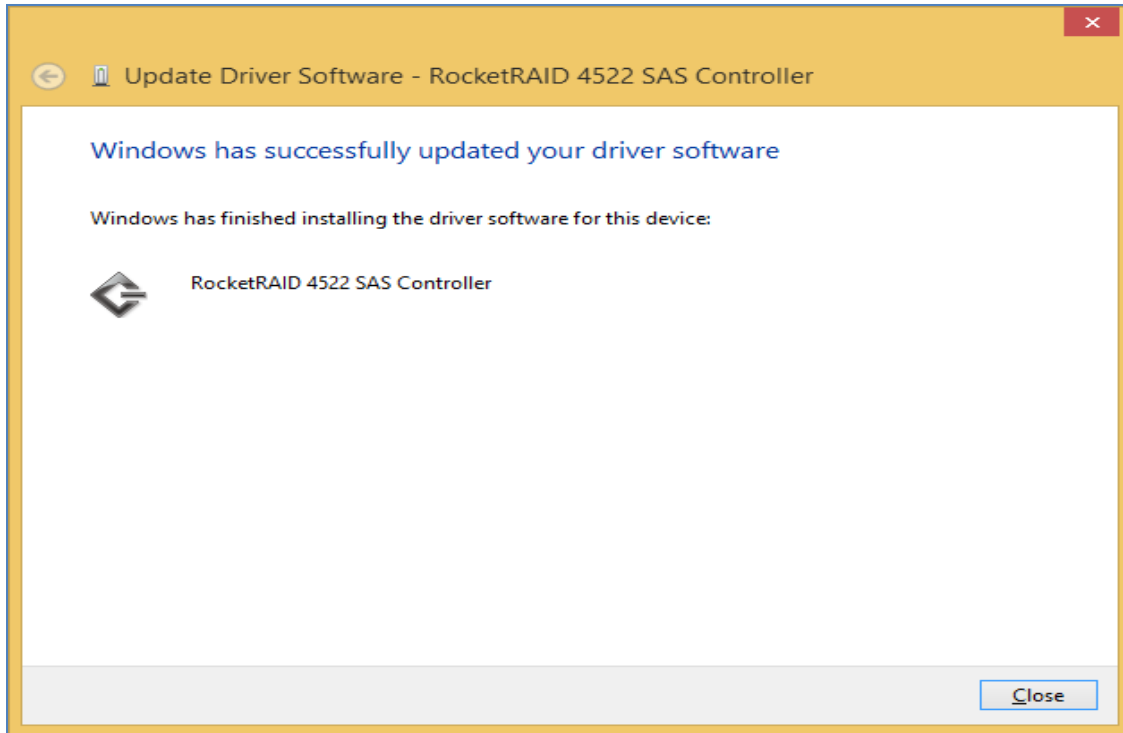 Update Driver Software - RocketRAID 4522 SAS Controller
Windows has successfully updated your driver software
Windows has finished installing the driver software for this device:
RocketRAID 4522 SAS Controller
Close